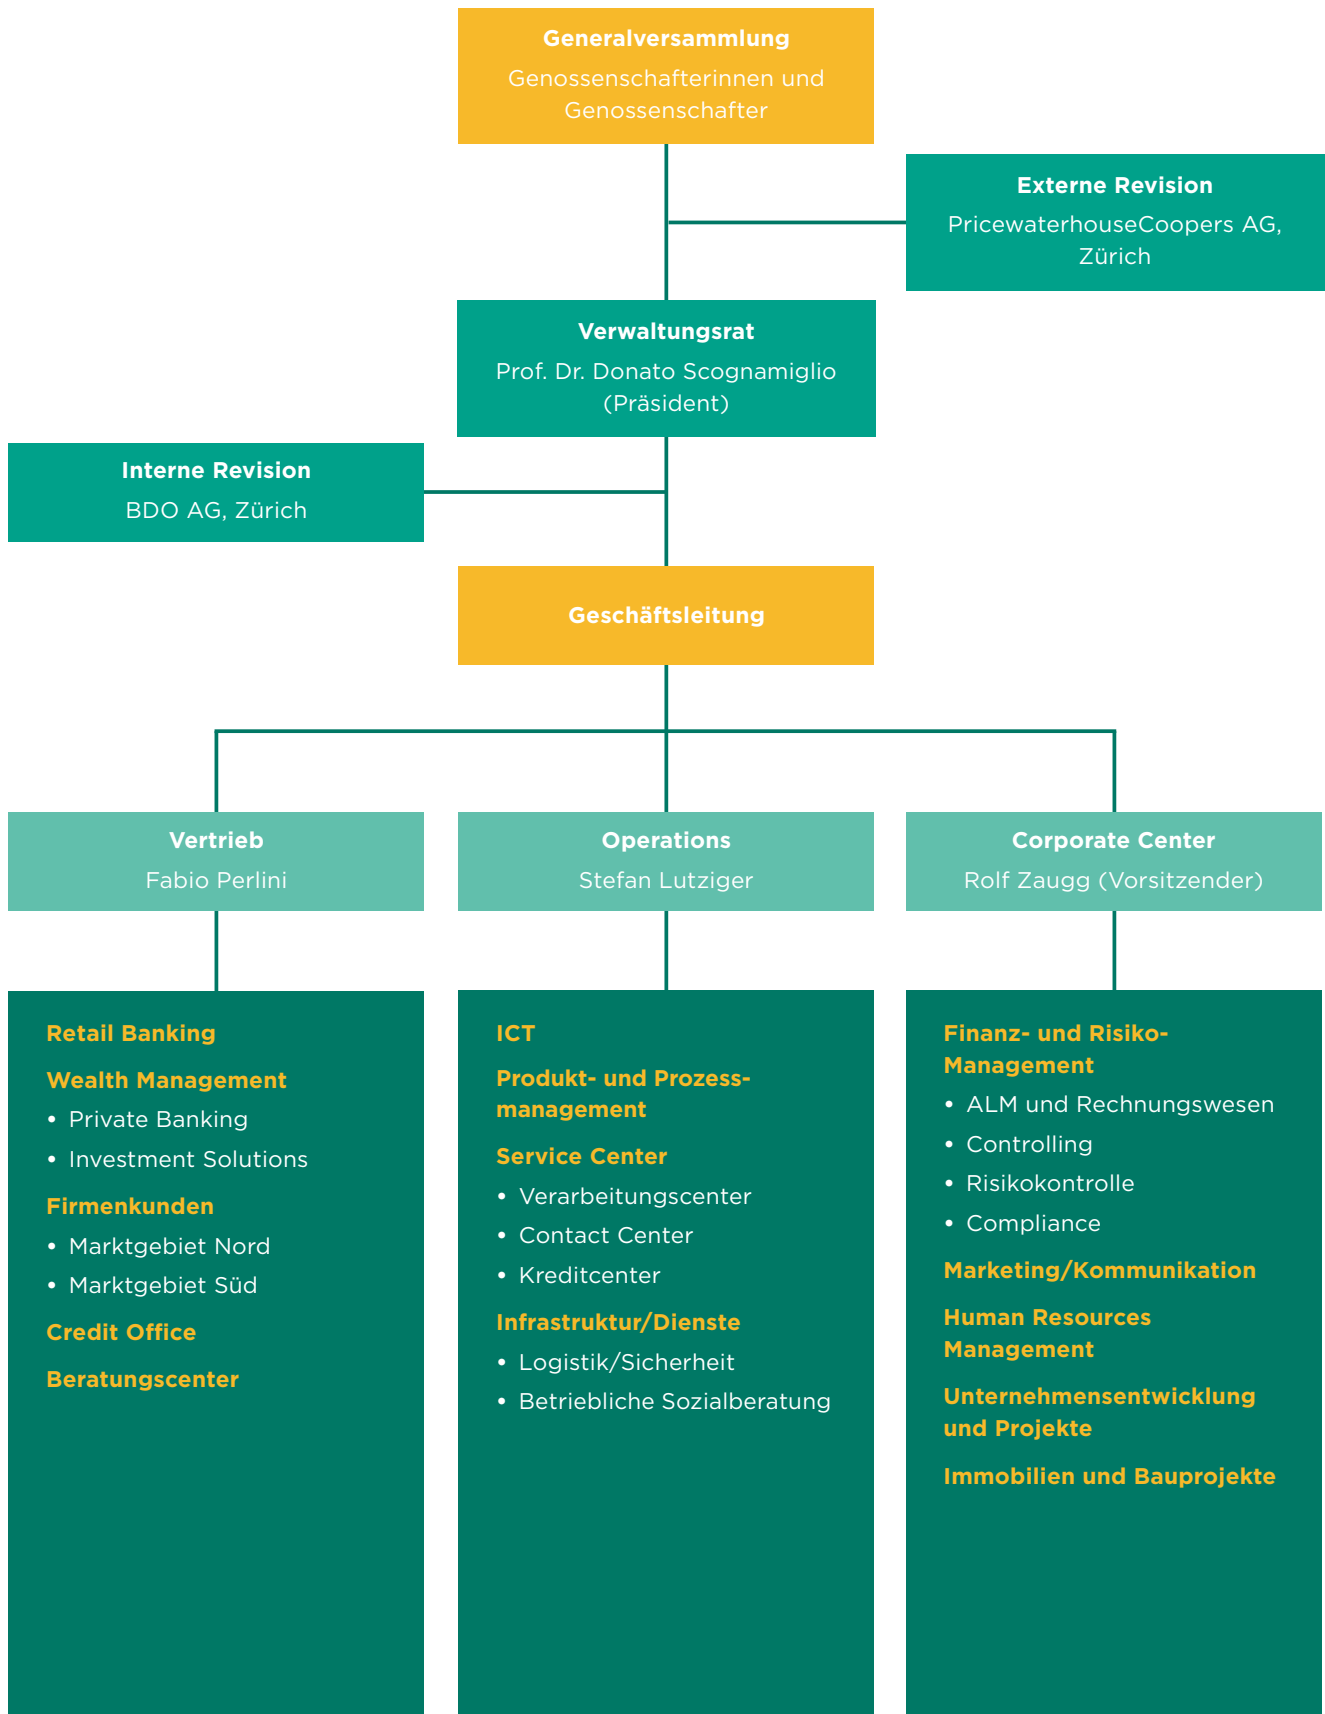 Generalversammlung
Genossenschafterinnen und
Genossenschafter
Externe Revision
PricewaterhouseCoopers AG,
Zürich
Verwaltungsrat
Prof. Dr. Donato Scognamiglio
(Präsident)
Interne Revision
BDO AG, Zürich
Geschäftsleitung
Vertrieb
Fabio Perlini
Operations
Stefan Lutziger
Corporate Center
Rolf Zaugg (Vorsitzender)
Retail Banking
Wealth Management
• Private Banking
• Investment Solutions
Firmenkunden
• Marktgebiet Nord
• Marktgebiet Süd
Credit Office
Beratungscenter
ICT
Produkt- und Prozess-
management
Service Center
• Verarbeitungscenter
• Contact Center
• Kreditcenter
Infrastruktur/Dienste
• Logistik/Sicherheit
• Betriebliche Sozialberatung
Finanz- und Risiko-
Management
• ALM und Rechnungswesen
• Controlling
• Risikokontrolle
• Compliance
Marketing/Kommunikation
Human Resources
Management
Unternehmensentwicklung
und Projekte
Immobilien und Bauprojekte